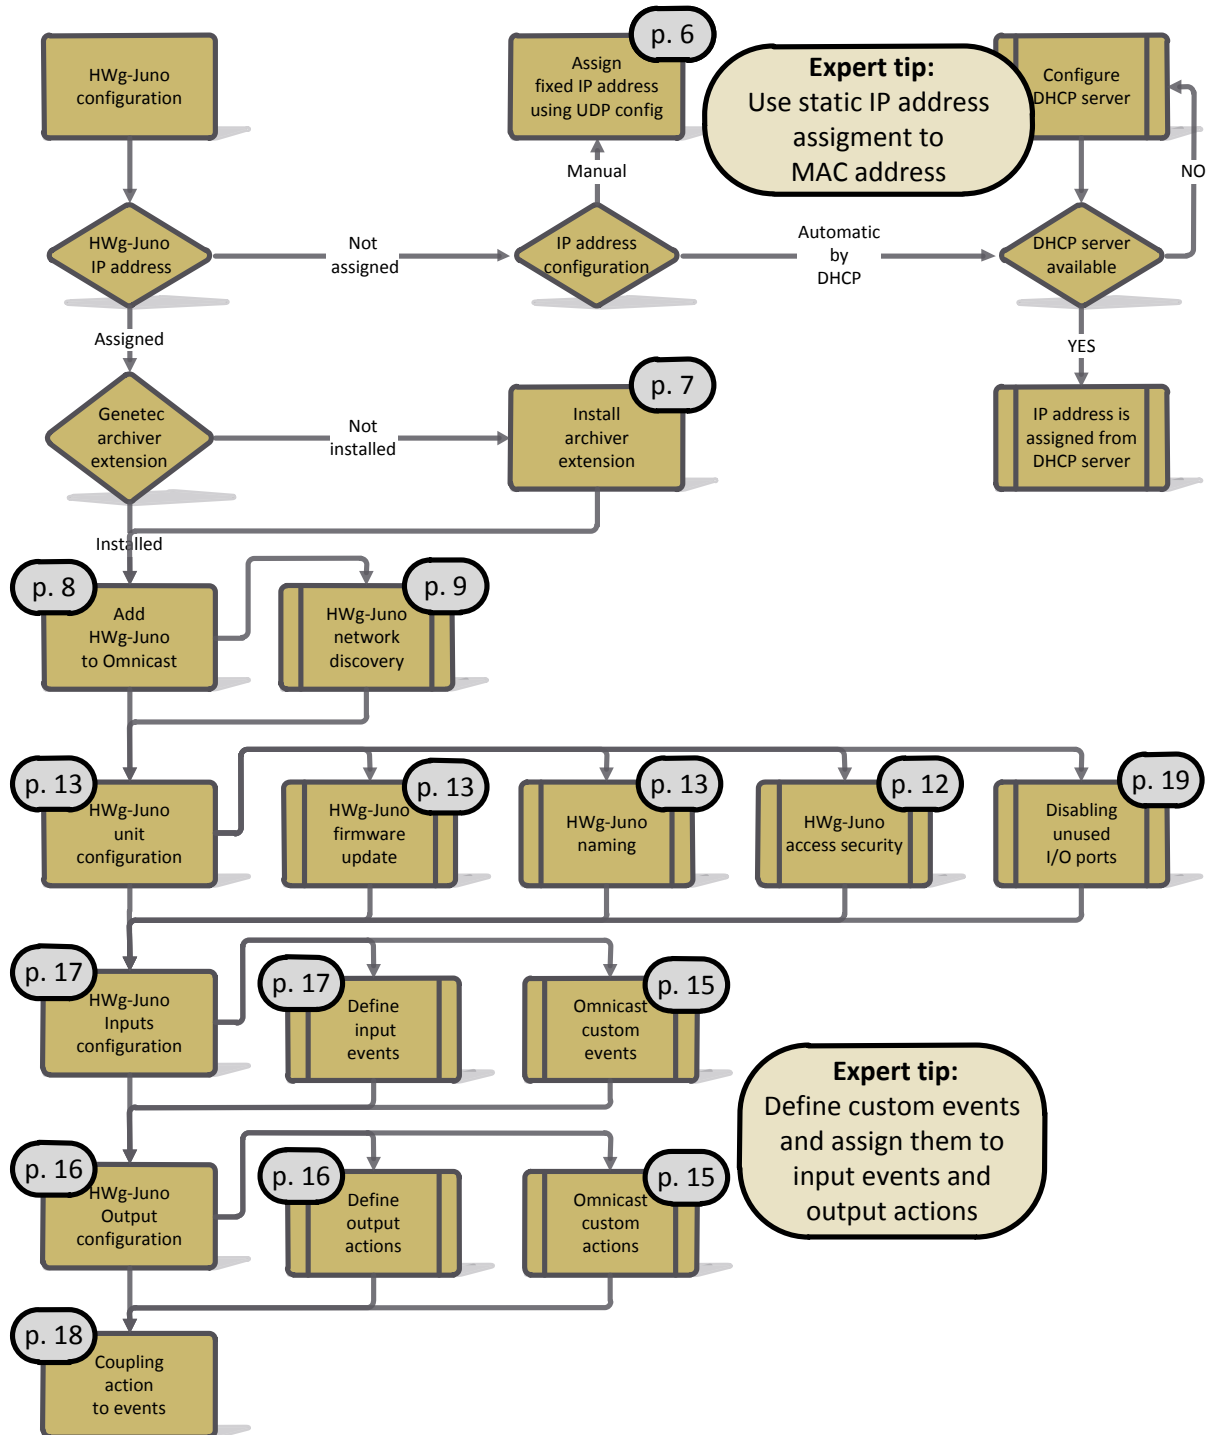 HWg-Juno
configuration
p. 6
Assign
fixed IP address
using UDP config
Expert tip:
Use static IP address
assigment to
MAC address
Configure
DHCP server
Manual
NO
HWg-Juno
IP address
Not
assigned
IP address
configuration
Automatic
by
DHCP
DHCP server
available
Assigned
YES
Genetec
archiver
extension
Not
installed
p. 7
Install
archiver
extension
IP address is
assigned from
DHCP server
Installed
p. 8
Add
HWg-Juno
to Omnicast
p. 9
HWg-Juno
network
discovery
p. 13
HWg-Juno
unit
configuration
p. 13
HWg-Juno
firmware
update
p. 13
HWg-Juno
naming
p. 12
HWg-Juno
access security
p. 19
Disabling
unused
I/O ports
p. 17
HWg-Juno
Inputs
configuration
p. 17
Define
input
events
p. 15
Omnicast
custom
events
Expert tip:
Define custom events
and assign them to
input events and
output actions
p. 16
HWg-Juno
Output
configuration
p. 16
Define
output
actions
p. 15
Omnicast
custom
actions
p. 18
Coupling
action
to events